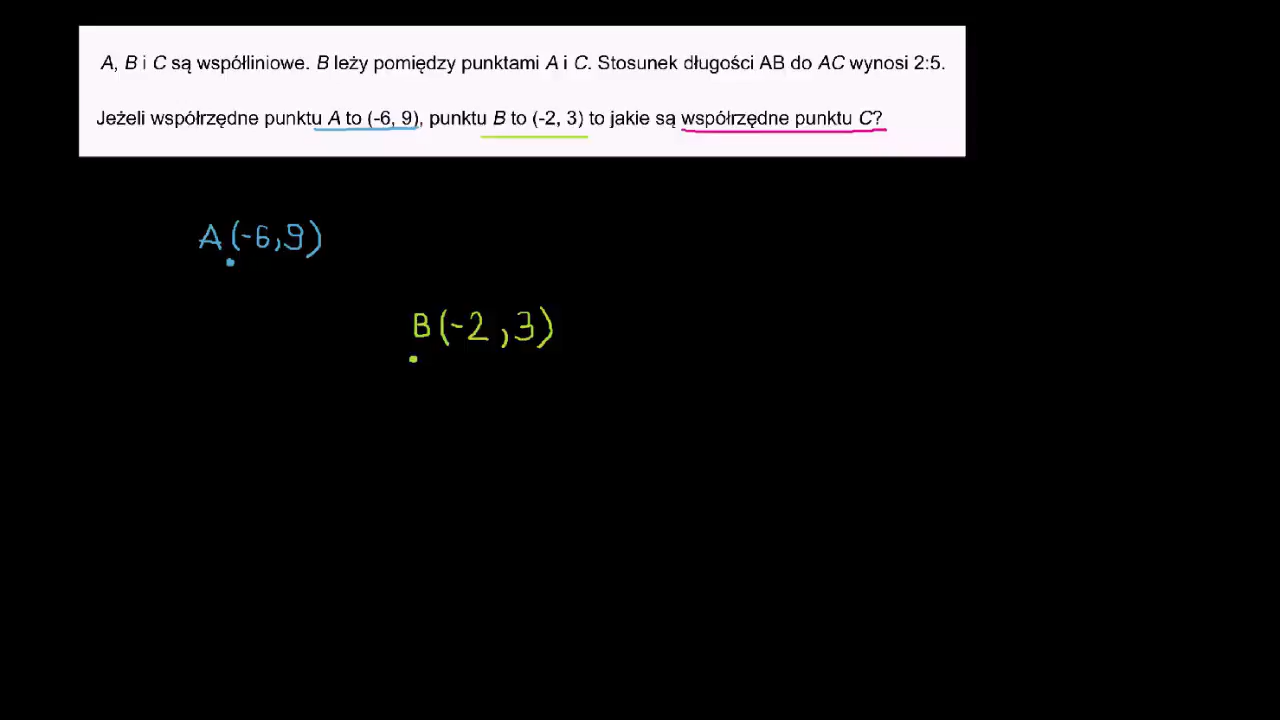 A, B i C są współliniowe. B leży pomiędzy punktami A i C. Stosunek długości AB do AC wynosi 2:5.
Jeżeli współrzędne punktu A to (-6, 9), punktu B to (-2, 3) to jakie są współrzędne punktu C?
A(-6,9)
B(-2,3)